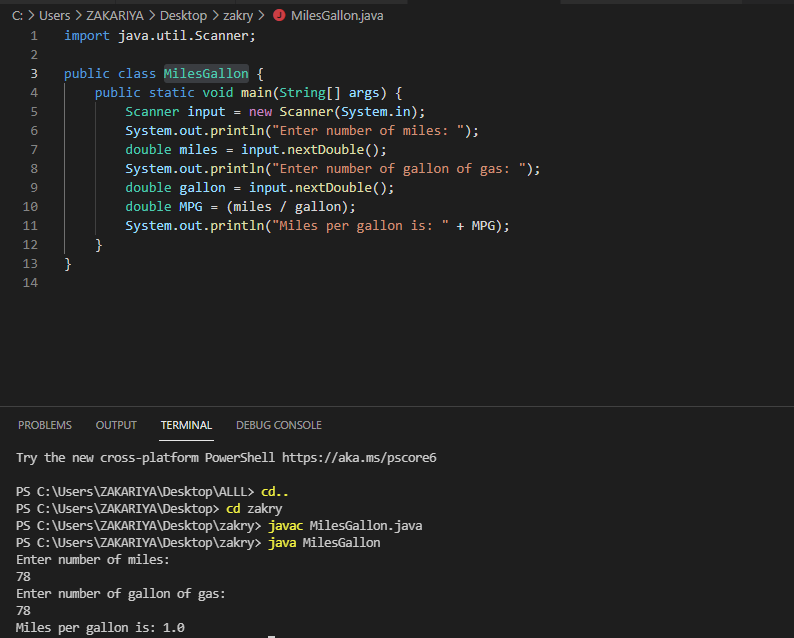 C: > Users > ZAKARIYA > Desktop > zakry > J MilesGallon.java
1 import java.util.Scanner;
2
3 public class MilesGallon {
4 public static void main(String[] args) {
5 Scanner input = new Scanner(System.in);
6 System.out.println("Enter number of miles: ");
7 double miles = input.nextDouble();
8 System.out.println("Enter number of gallon of gas: ");
9 double gallon = input.nextDouble();
10 double MPG = (miles / gallon);
11 System.out.println("Miles per gallon is: " + MPG);
12 }
13 }
14
PROBLEMS OUTPUT TERMINAL DEBUG CONSOLE
Try the new cross-platform PowerShell https://aka.ms/pscore6
PS C:\Users\ZAKARIYA\Desktop\ALLL> cd..
PS C:\Users\ZAKARIYA\Desktop> cd zakry
PS C:\Users\ZAKARIYA\Desktop\zakry> javac MilesGallon.java
PS C:\Users\ZAKARIYA\Desktop\zakry> java MilesGallon
Enter number of miles:
78
Enter number of gallon of gas:
78
Miles per gallon is: 1.0